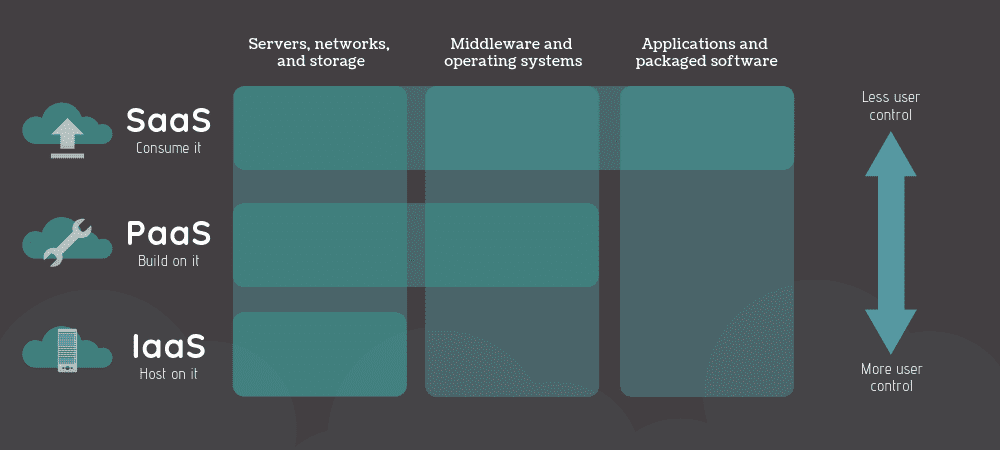 Servers, networks,
and storage
Middleware and
operating systems
Applications and
packaged software
SaaS
Consume it
PaaS
Build on it
IaaS
Host on it
Less user
control
More user
control